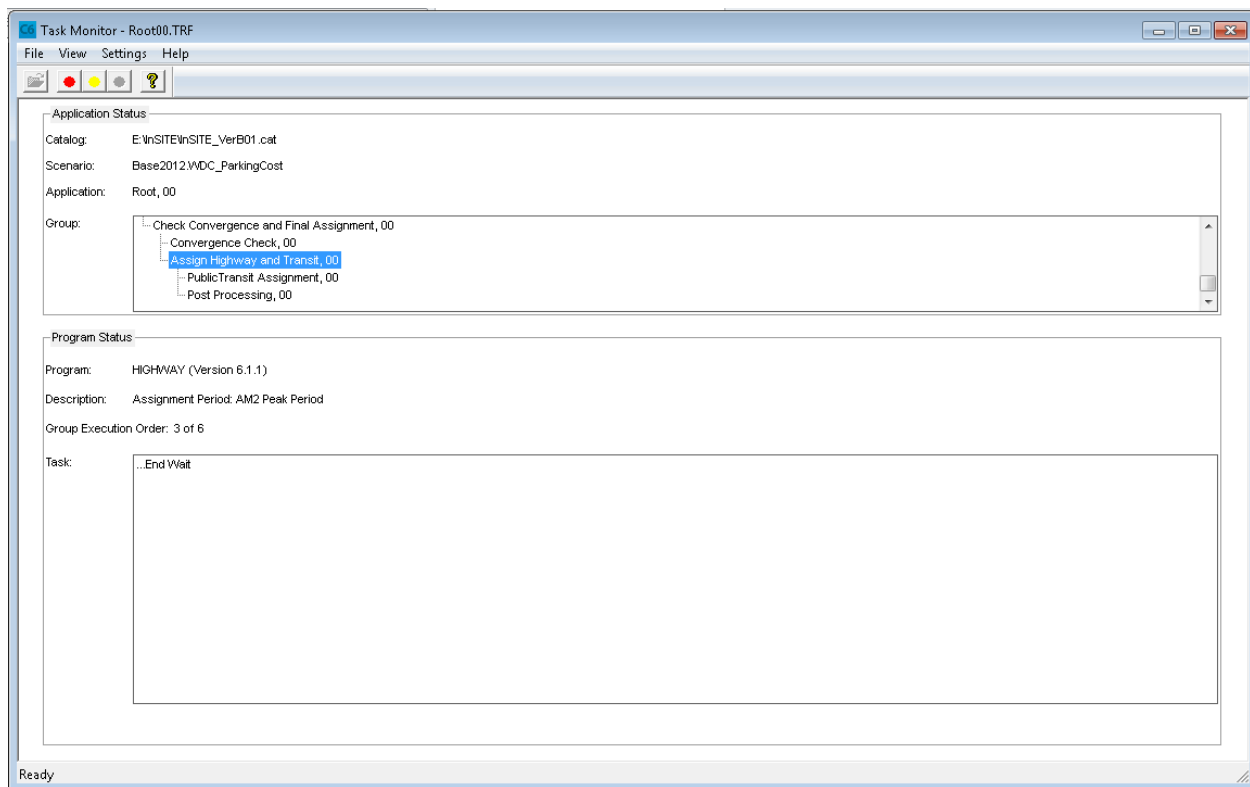 C6 Task Monitor - Root00.TRF
File View Settings Help
?
Application Status
Catalog: E:\InSITE\InSITE_VerB01.cat
Scenario: Base2012.WDC_ParkingCost
Application: Root, 00
Group: Check Convergence and Final Assignment, 00
Convergence Check, 00
Assign Highway and Transit, 00
PublicTransit Assignment, 00
Post Processing, 00
Program Status
Program: HIGHWAY (Version 6.1.1)
Description: Assignment Period: AM2 Peak Period
Group Execution Order: 3 of 6
Task: ...End Wait
Ready